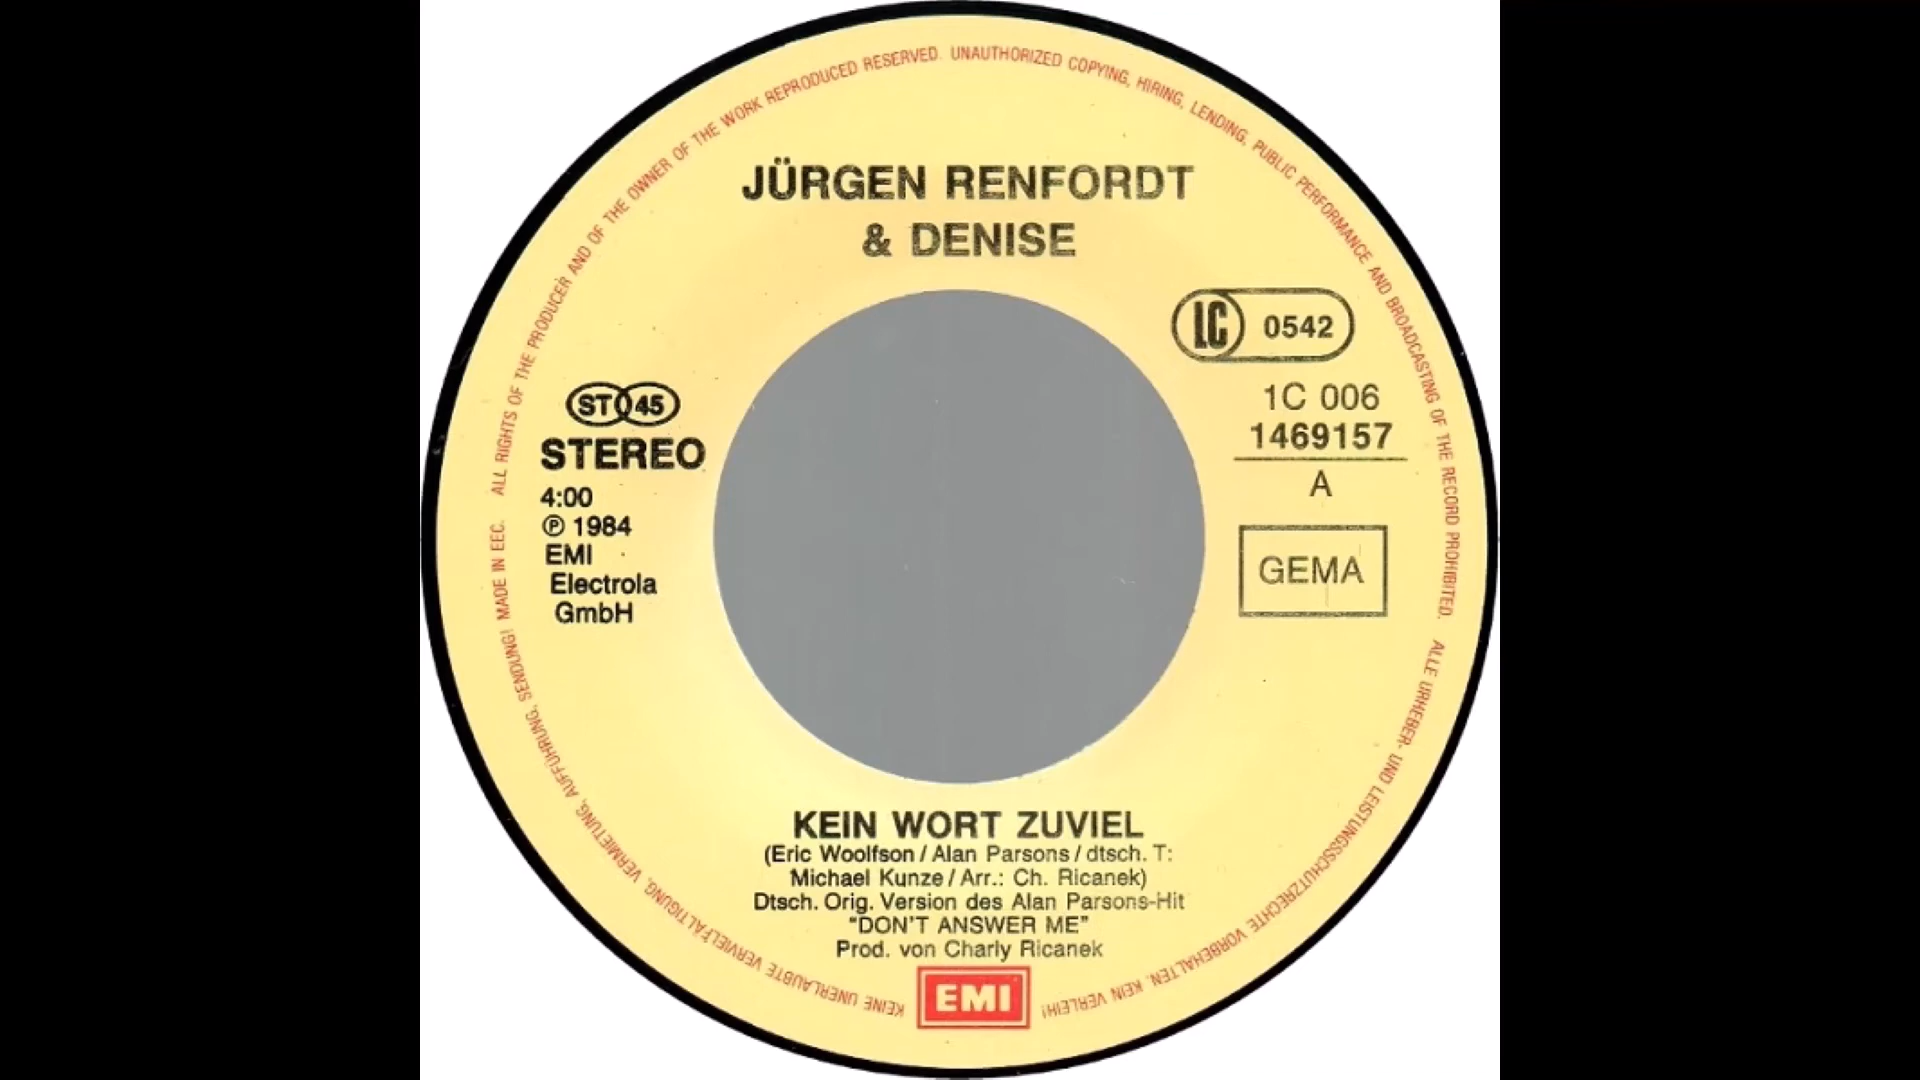 ALL RIGHTS OF THE PRODUCER AND OF THE OWNER OF THE WORK REPRODUCED RESERVED. UNAUTHORIZED COPYING, HIRING, LENDING, PUBLIC PERFORMANCE AND BROADCASTING OF THE RECORD PROHIBITED.
JÜRGEN RENFORDT
& DENISE
LC 0542
ST 45
STEREO
4:00
℗ 1984
EMI
Electrola
GmbH
1C 006
1469157
A
GEMA
KEIN WORT ZUVIEL
(Eric Woolfson / Alan Parsons / dtsch. T:
Michael Kunze / Arr.: Ch. Ricanek)
Dtsch. Orig. Version des Alan Parsons-Hit
"DON'T ANSWER ME"
Prod. von Charly Ricanek
EMI
ALLE URHEBER- UND LEISTUNGSSCHUTZRECHTE VORBEHALTEN. KEIN VERLEIH! KEINE UNERLAUBTE VERVIELFÄLTIGUNG, VERMIETUNG, AUFFÜHRUNG, SENDUNG! MADE IN EEC.